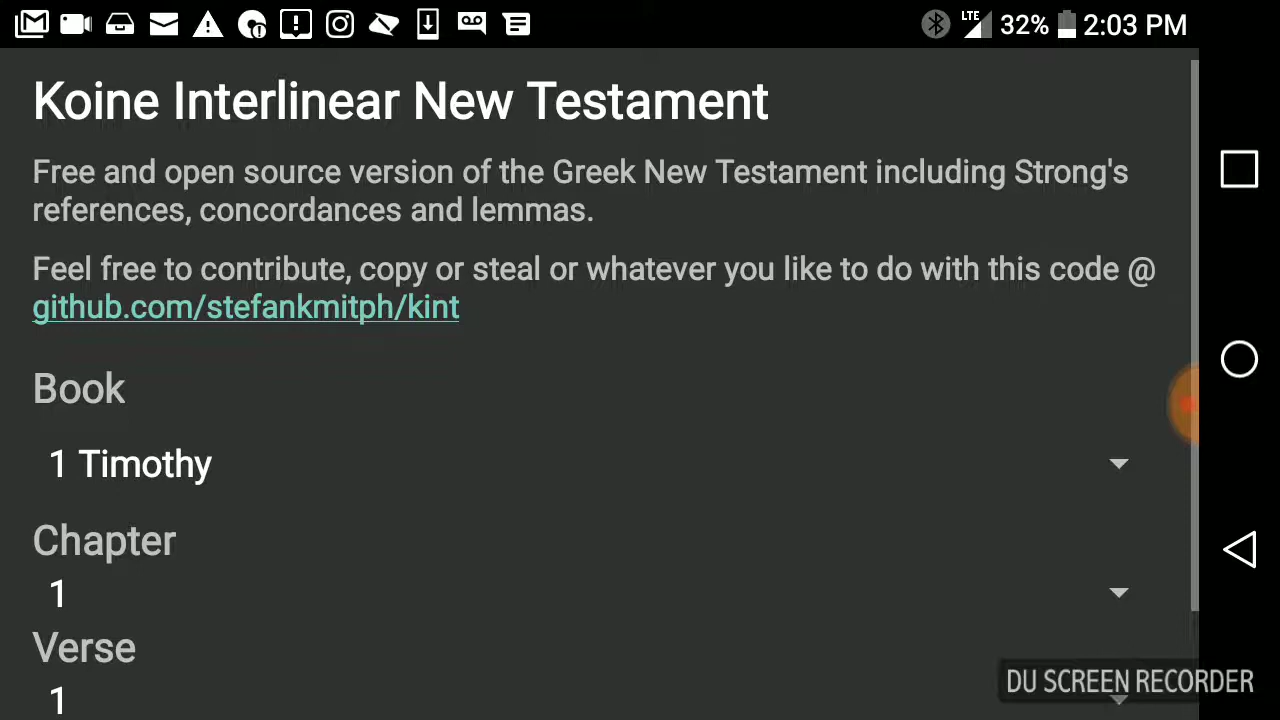 LTE 32% 2:03 PM
Koine Interlinear New Testament
Free and open source version of the Greek New Testament including Strong's
references, concordances and lemmas.
Feel free to contribute, copy or steal or whatever you like to do with this code @
github.com/stefankmitph/kint
Book
1 Timothy
Chapter
1
Verse
1
DU SCREEN RECORDER